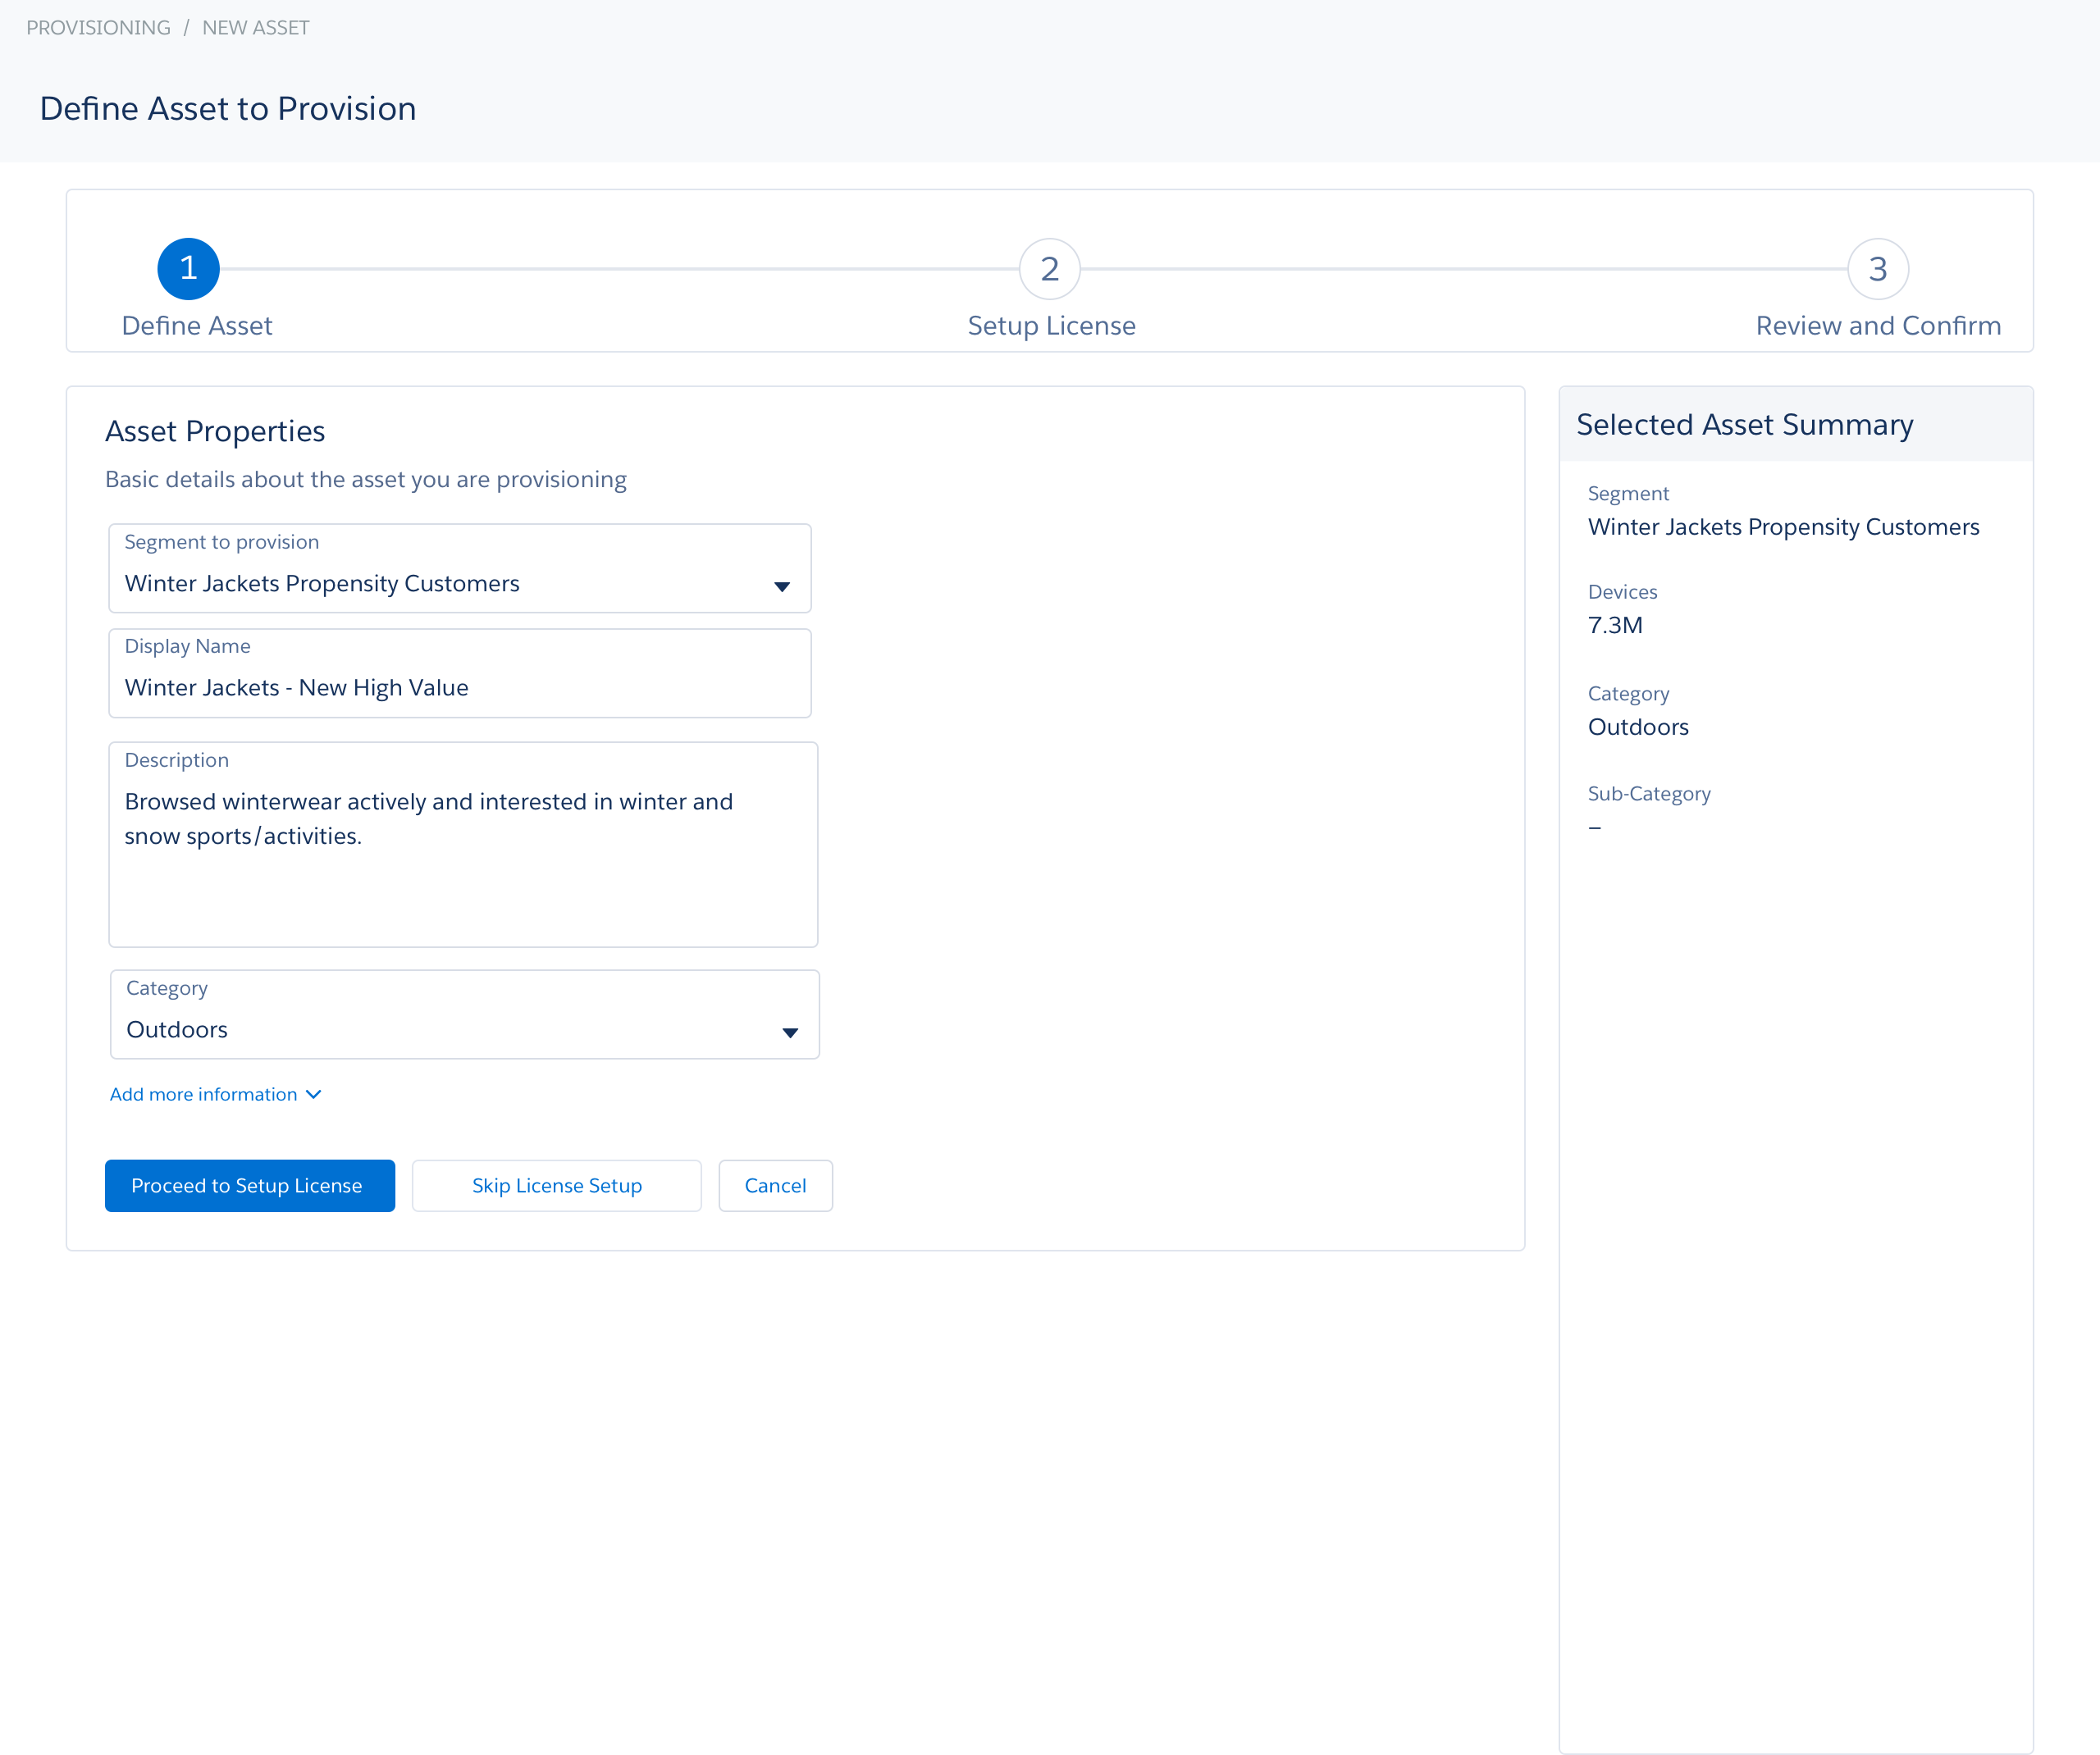 PROVISIONING / NEW ASSET
Define Asset to Provision
1
2
3
Define Asset
Setup License
Review and Confirm
Asset Properties
Basic details about the asset you are provisioning
Segment to provision
Winter Jackets Propensity Customers
Display Name
Winter Jackets - New High Value
Description
Browsed winterwear actively and interested in winter and
snow sports/activities.
Category
Outdoors
Add more information
Proceed to Setup License
Skip License Setup
Cancel
Selected Asset Summary
Segment
Winter Jackets Propensity Customers
Devices
7.3M
Category
Outdoors
Sub-Category
–